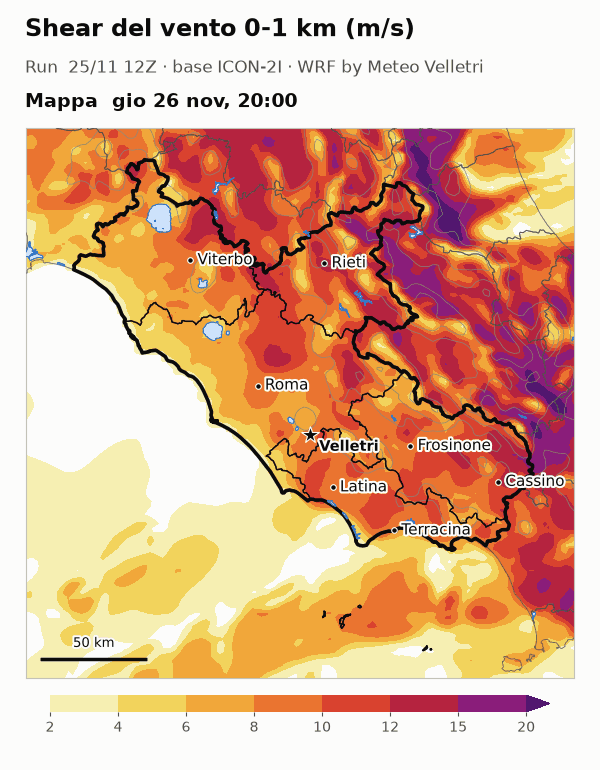 Shear del vento 0-1 km (m/s)
Run  25/11 12Z · base ICON-2I · WRF by Meteo Velletri
Mappa  gio 26 nov, 20:00
Viterbo
Rieti
Roma
Velletri
Frosinone
Latina
Cassino
Terracina
50 km
2 4 6 8 10 12 15 20